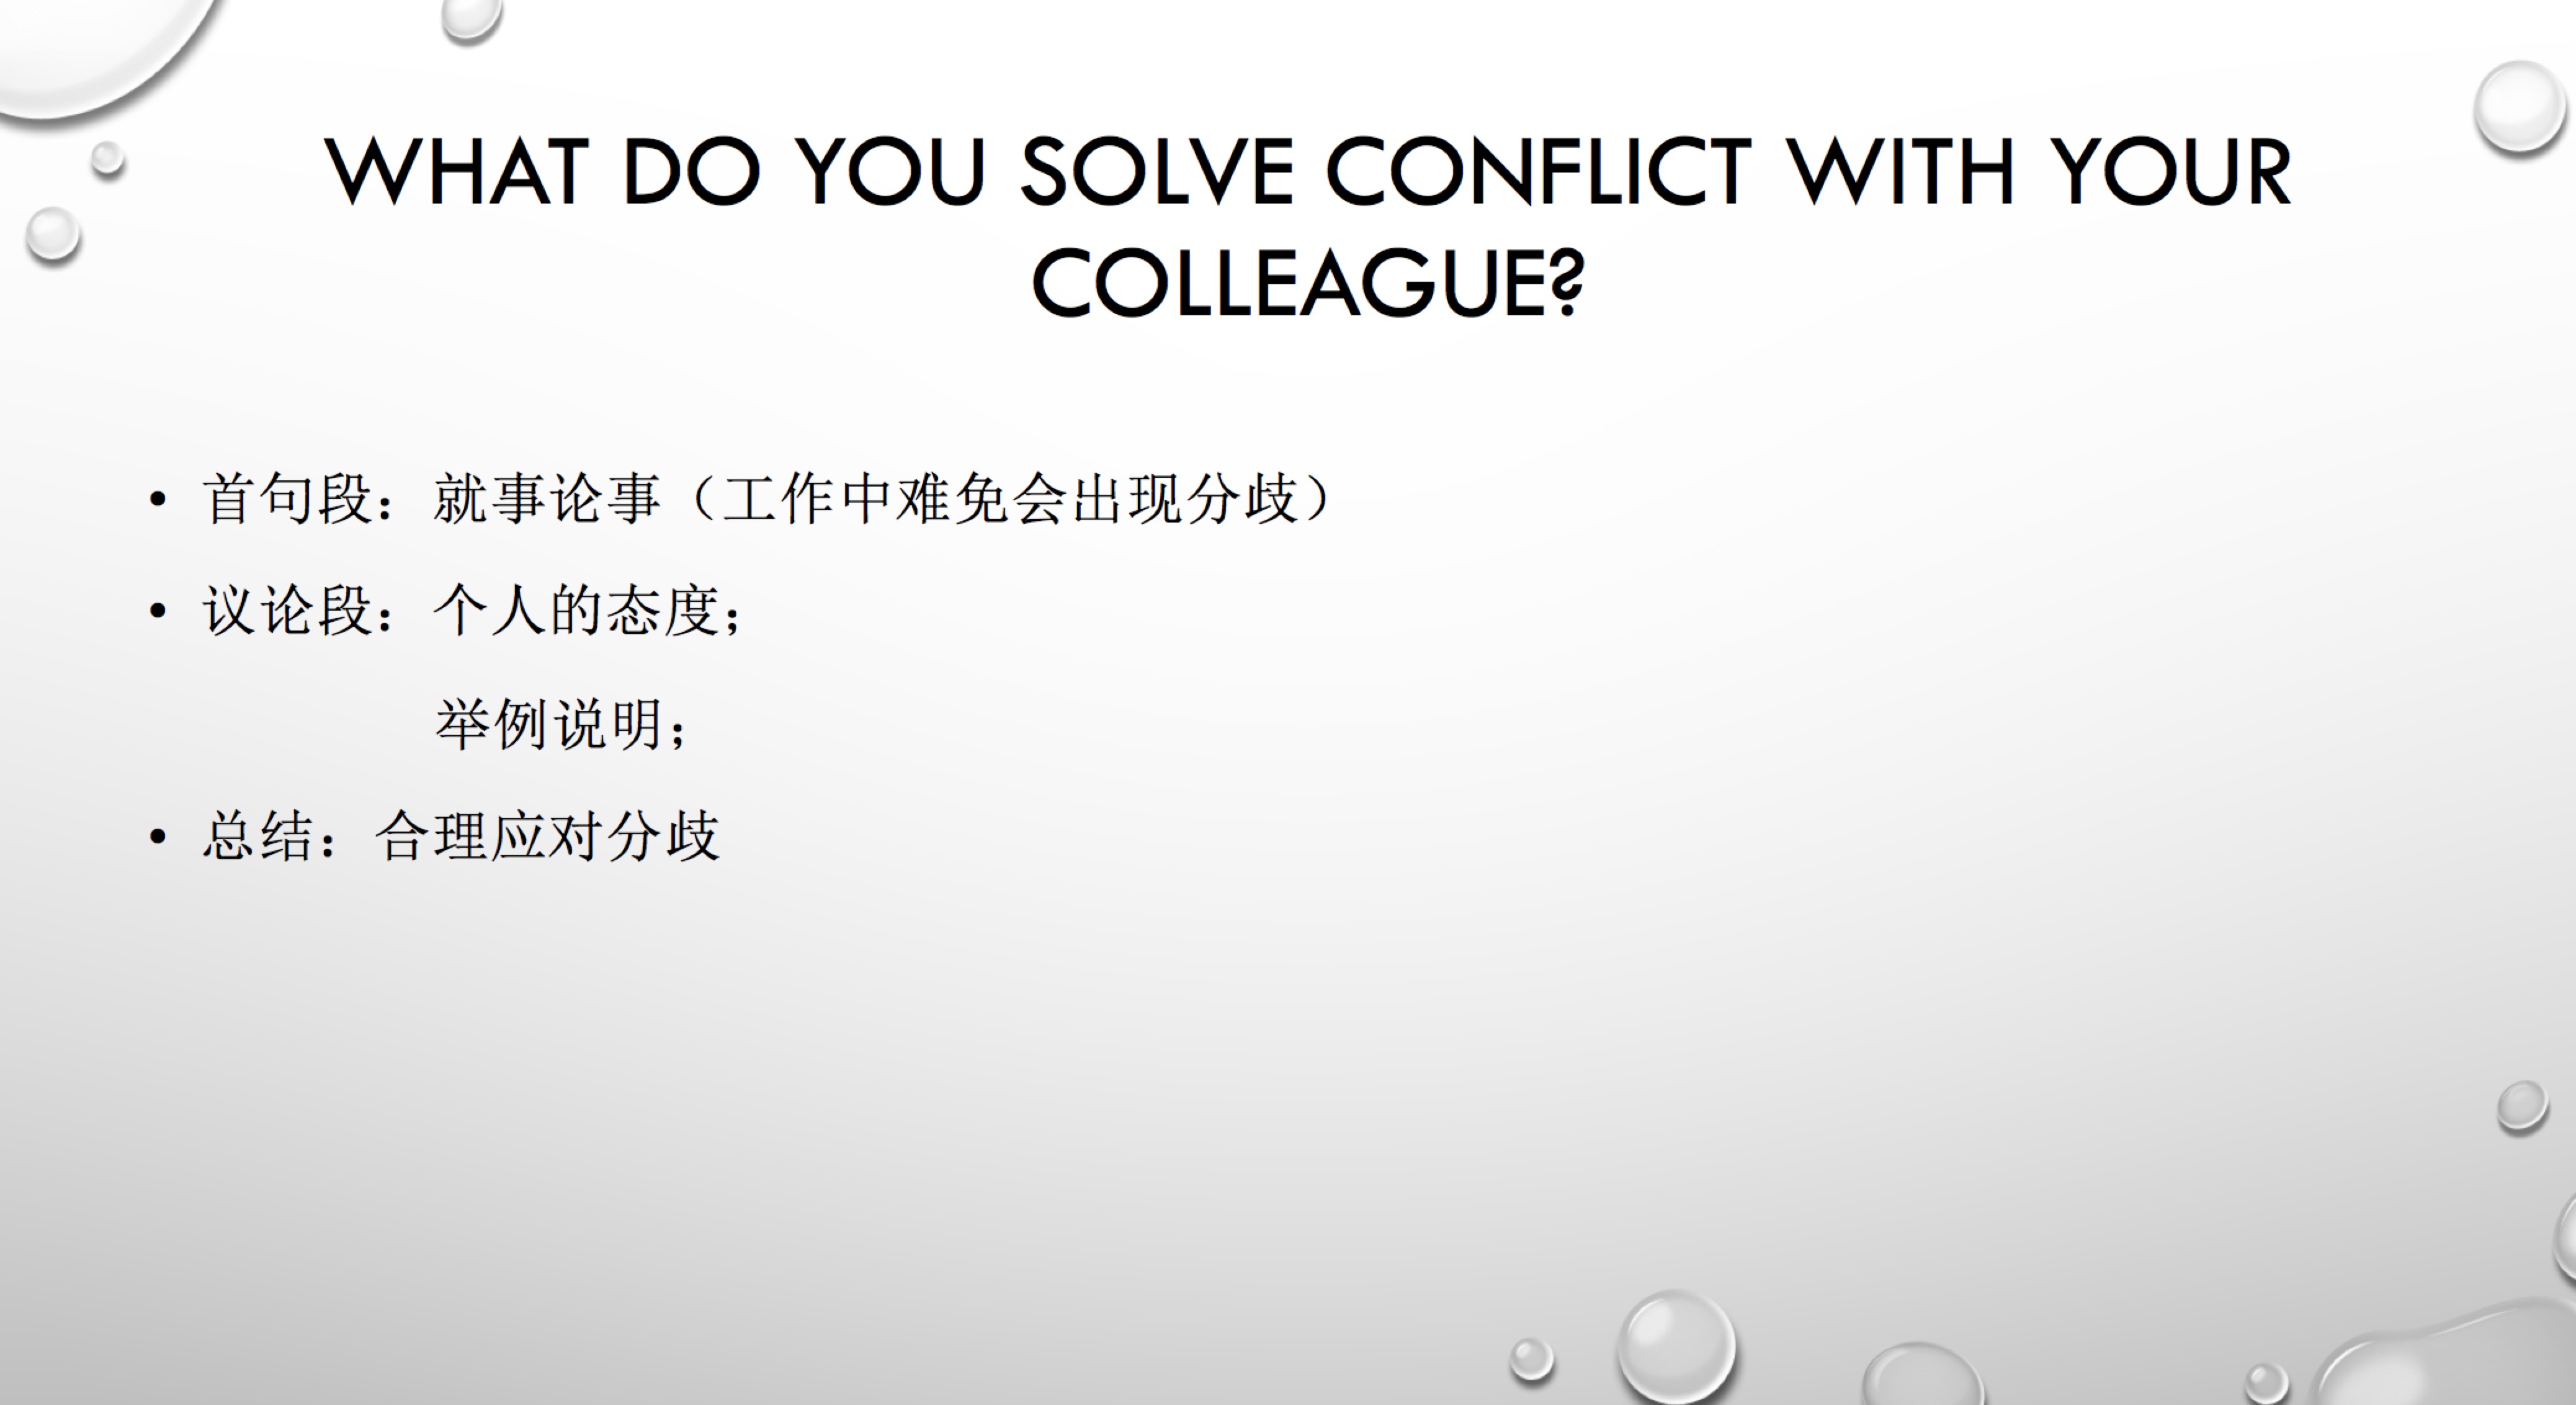 WHAT DO YOU SOLVE CONFLICT WITH YOUR
COLLEAGUE?
• 首句段：就事论事（工作中难免会出现分歧）
• 议论段：个人的态度；
举例说明；
• 总结：合理应对分歧